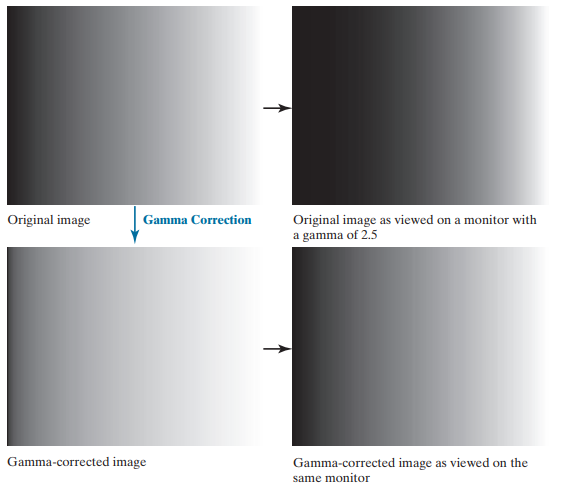 Original image
Gamma Correction
Original image as viewed on a monitor with
a gamma of 2.5
Gamma-corrected image
Gamma-corrected image as viewed on the
same monitor